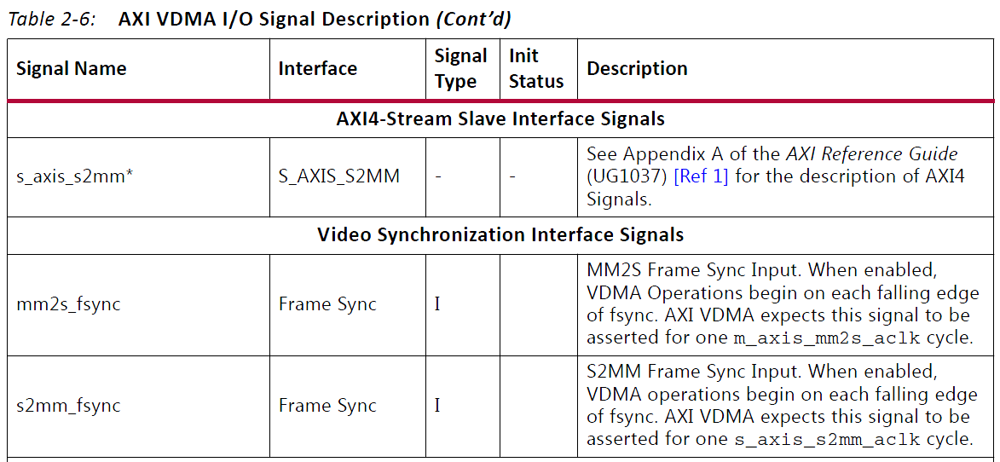 Table 2-6: AXI VDMA I/O Signal Description (Cont’d)
Signal Name Interface Signal Type Init Status Description
AXI4-Stream Slave Interface Signals
s_axis_s2mm* S_AXIS_S2MM - - See Appendix A of the AXI Reference Guide
(UG1037) [Ref 1] for the description of AXI4
Signals.
Video Synchronization Interface Signals
mm2s_fsync Frame Sync I MM2S Frame Sync Input. When enabled,
VDMA Operations begin on each falling edge
of fsync. AXI VDMA expects this signal to be
asserted for one m_axis_mm2s_aclk cycle.
s2mm_fsync Frame Sync I S2MM Frame Sync Input. When enabled,
VDMA operations begin on each falling edge
of fsync. AXI VDMA expects this signal to be
asserted for one s_axis_s2mm_aclk cycle.